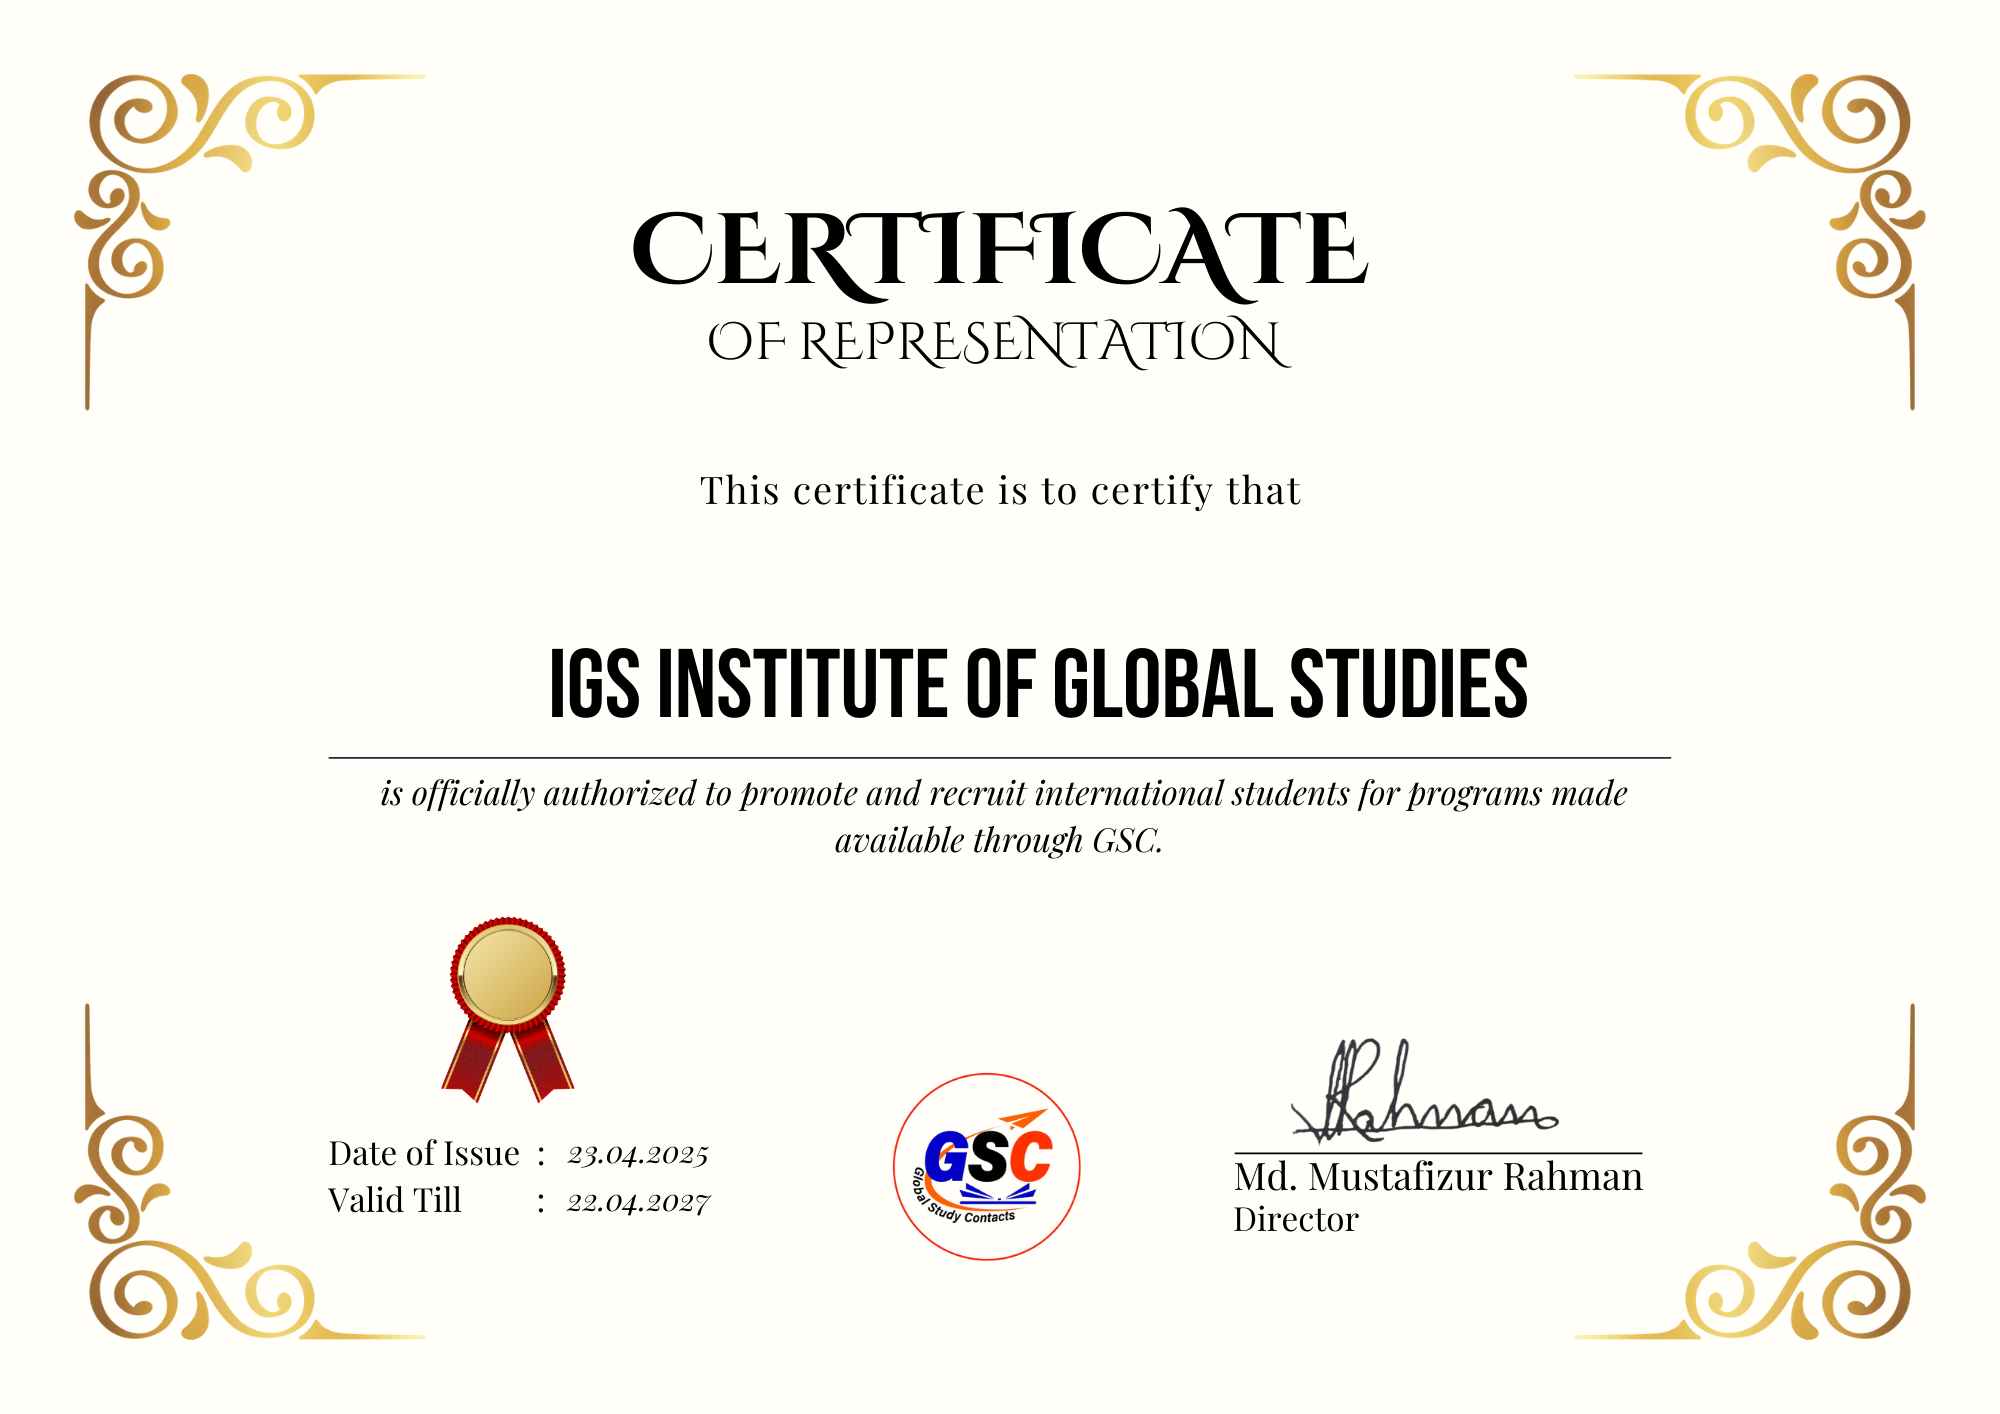 CERTIFICATE
OF REPRESENTATION
This certificate is to certify that
IGS INSTITUTE OF GLOBAL STUDIES
is officially authorized to promote and recruit international students for programs made
available through GSC.
Date of Issue : 23.04.2025
Valid Till : 22.04.2027
GSC
Global Study Contacts
Rahman
Md. Mustafizur Rahman
Director